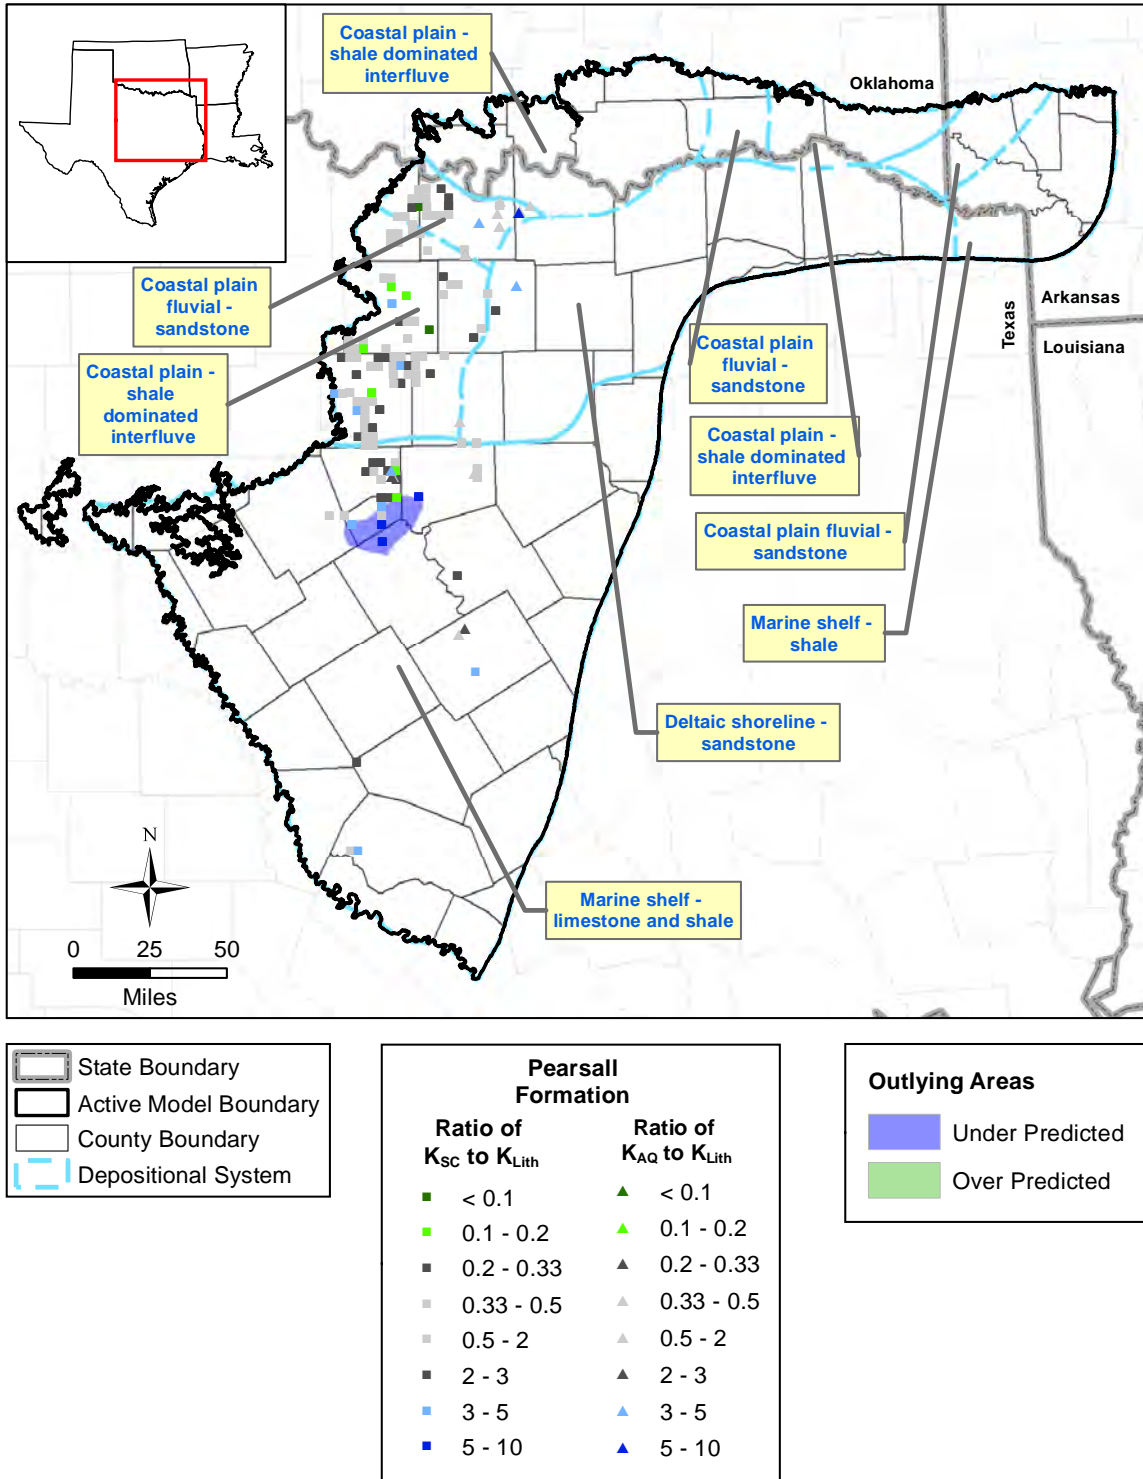 Coastal plain -
shale dominated
interfluve
Oklahoma
Coastal plain
fluvial -
sandstone
Coastal plain -
shale
dominated
interfluve
Texas
Arkansas
Louisiana
Coastal plain
fluvial -
sandstone
Coastal plain -
shale dominated
interfluve
Coastal plain fluvial -
sandstone
Marine shelf -
shale
Deltaic shoreline -
sandstone
Marine shelf -
limestone and shale
N
0 25 50
Miles
State Boundary
Active Model Boundary
County Boundary
Depositional System
Pearsall
Formation
Ratio of
K_SC to K_Lith
< 0.1
0.1 - 0.2
0.2 - 0.33
0.33 - 0.5
0.5 - 2
2 - 3
3 - 5
5 - 10
Ratio of
K_AQ to K_Lith
< 0.1
0.1 - 0.2
0.2 - 0.33
0.33 - 0.5
0.5 - 2
2 - 3
3 - 5
5 - 10
Outlying Areas
Under Predicted
Over Predicted